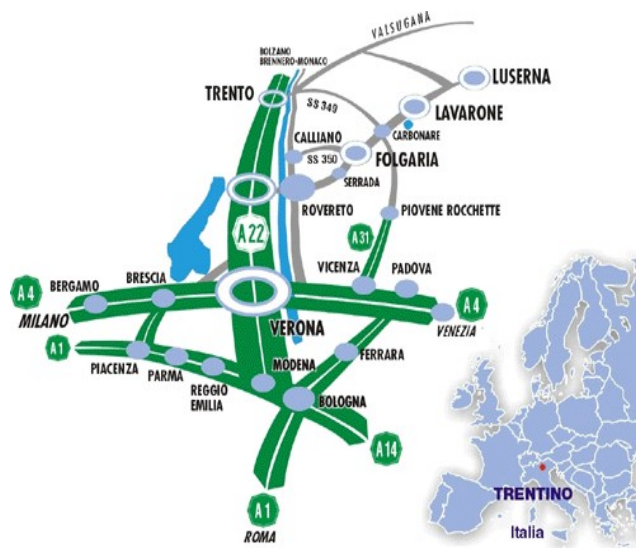 VALSUGANA
BOLZANO
BRENNERO-MONACO
TRENTO
LUSERNA
SS 349
LAVARONE
CALLIANO
CARBONARE
SS 350
FOLGARIA
SERRADA
ROVERETO
PIOVENE ROCCHETTE
A22
A31
VICENZA
PADOVA
BRESCIA
BERGAMO
A4
MILANO
A4
VENEZIA
VERONA
A1
FERRARA
MODENA
PIACENZA
PARMA
REGGIO
EMILIA
BOLOGNA
A14
A1
ROMA
TRENTINO
Italia